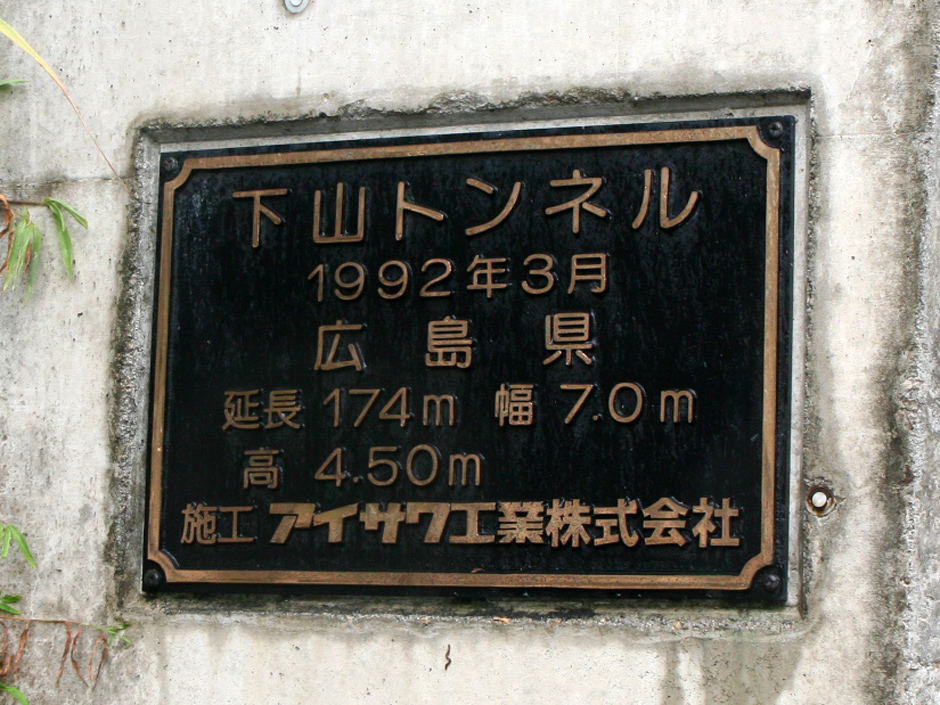 下山トンネル
1992年3月
広島県
延長 174m 幅 7.0m
高 4.50m
施工 アイサワ工業株式会社